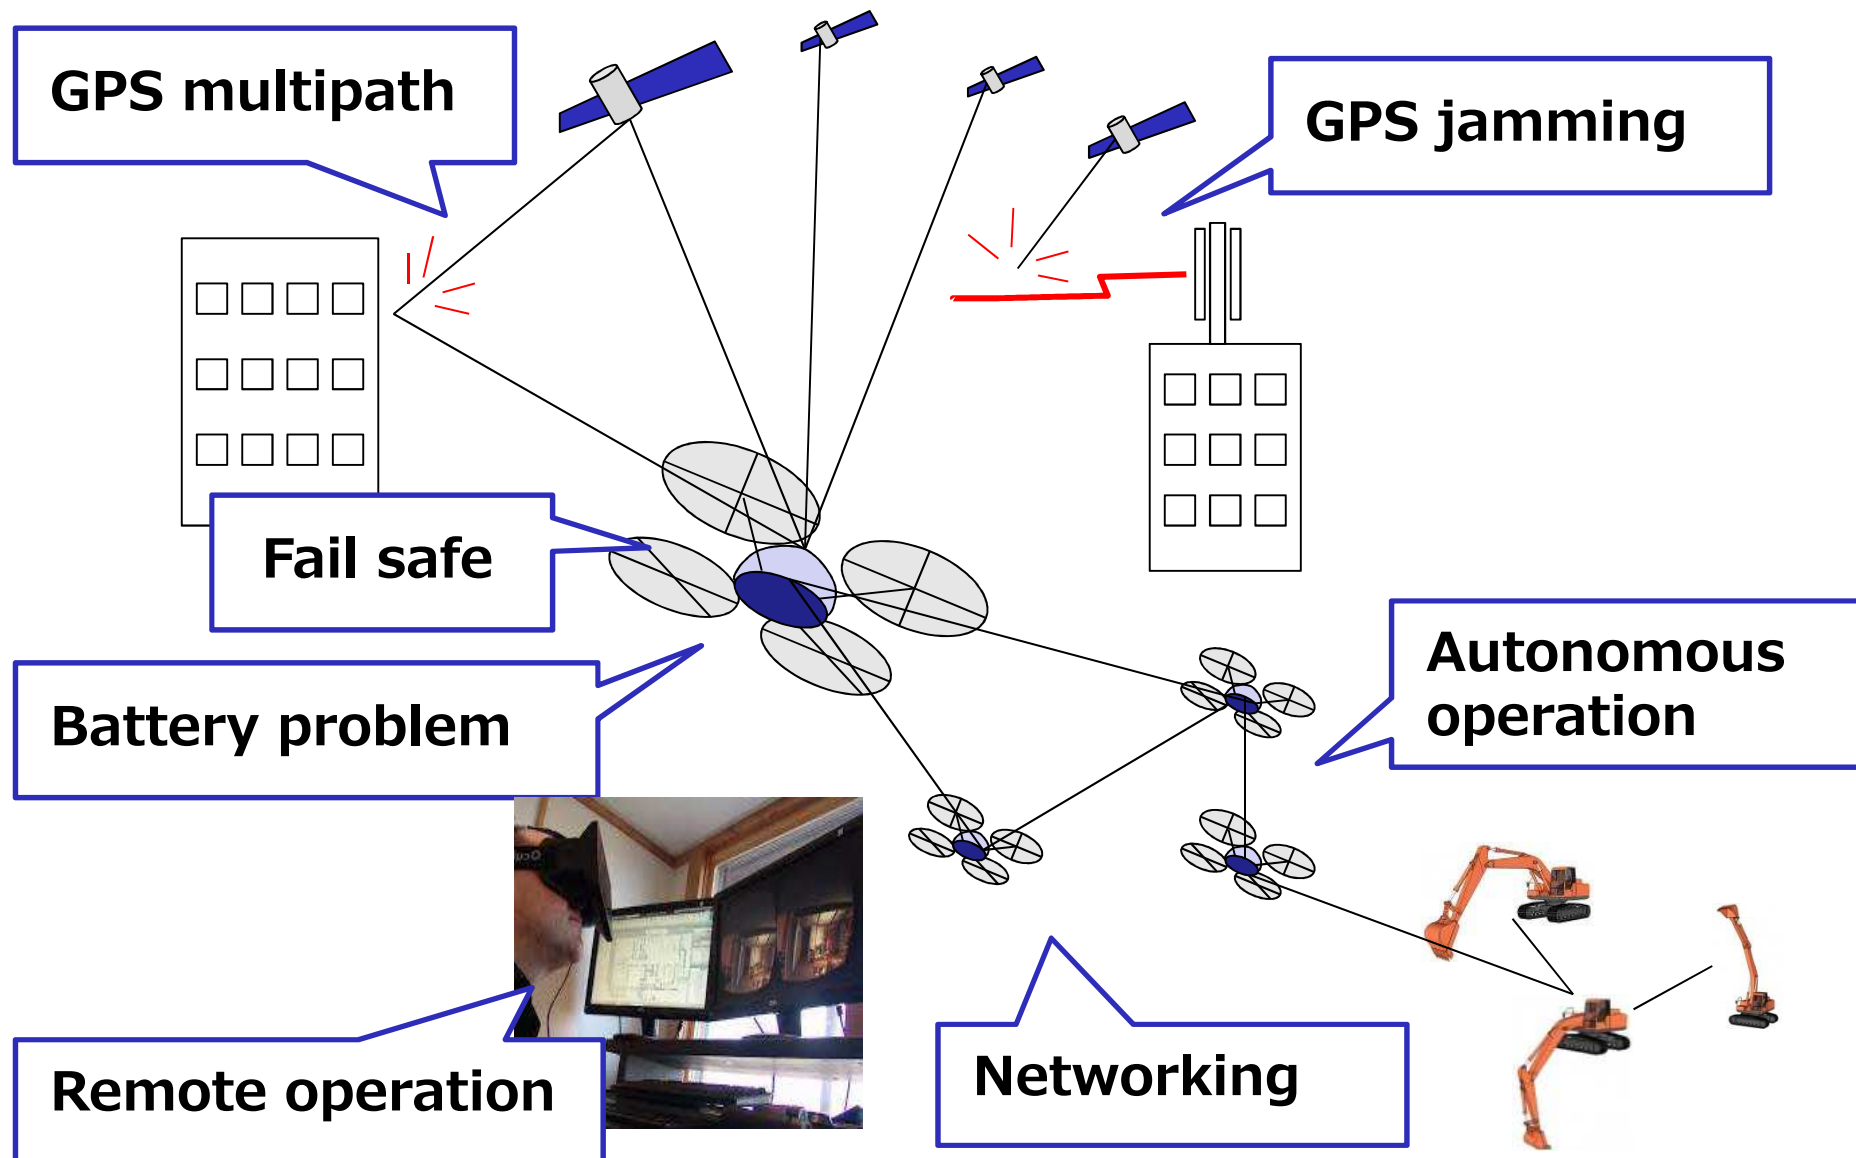 GPS multipath
GPS jamming
Fail safe
Autonomous
operation
Battery problem
Networking
Remote operation